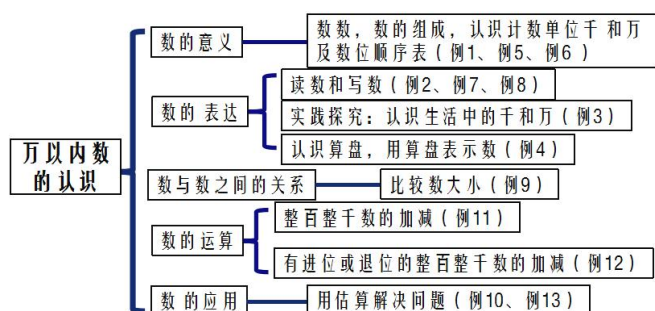 万以内数
的认识
数的意义
数数，数的组成，认识计数单位千和万
及数位顺序表（例1、例5、例6）
数的表达
读数和写数（例2、例7、例8）
实践探究：认识生活中的千和万（例3）
认识算盘，用算盘表示数（例4）
数与数之间的关系
比较数大小（例9）
数的运算
整百整千数的加减（例11）
有进位或退位的整百整千数的加减（例12）
数的应用
用估算解决问题（例10、例13）